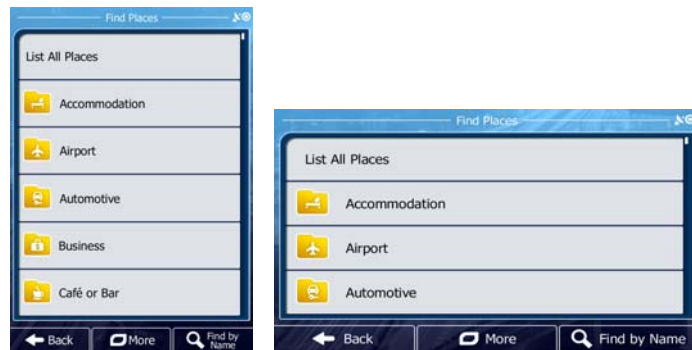 Find Places
List All Places
Accommodation
Airport
Automotive
Business
Café or Bar
Back
More
Find by
Name
Find Places
List All Places
Accommodation
Airport
Automotive
Back
More
Find by Name